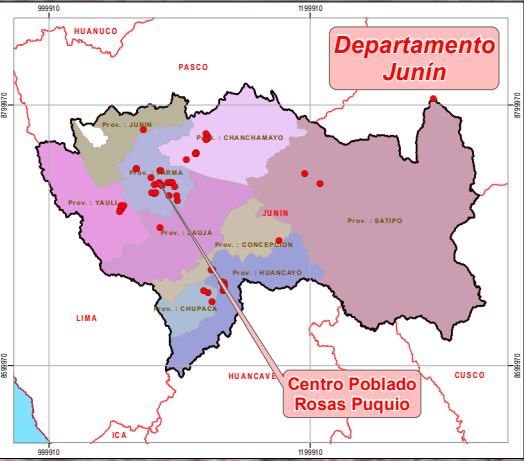 999910
1199910
HUANUCO
PASCO
Departamento
Junín
8799970
8799970
Prov. : JUNIN
Prov. : CHANCHAMAYO
Prov. : TARMA
Prov. : YAULI
JUNIN
Prov. : SATIPO
Prov. : JAUJA
Prov. : CONCEPCION
Prov. : HUANCAYO
Prov. : CHUPACA
LIMA
8599970
8599970
HUANCAVE
CUSCO
Centro Poblado
Rosas Puquio
ICA
999910
1199910